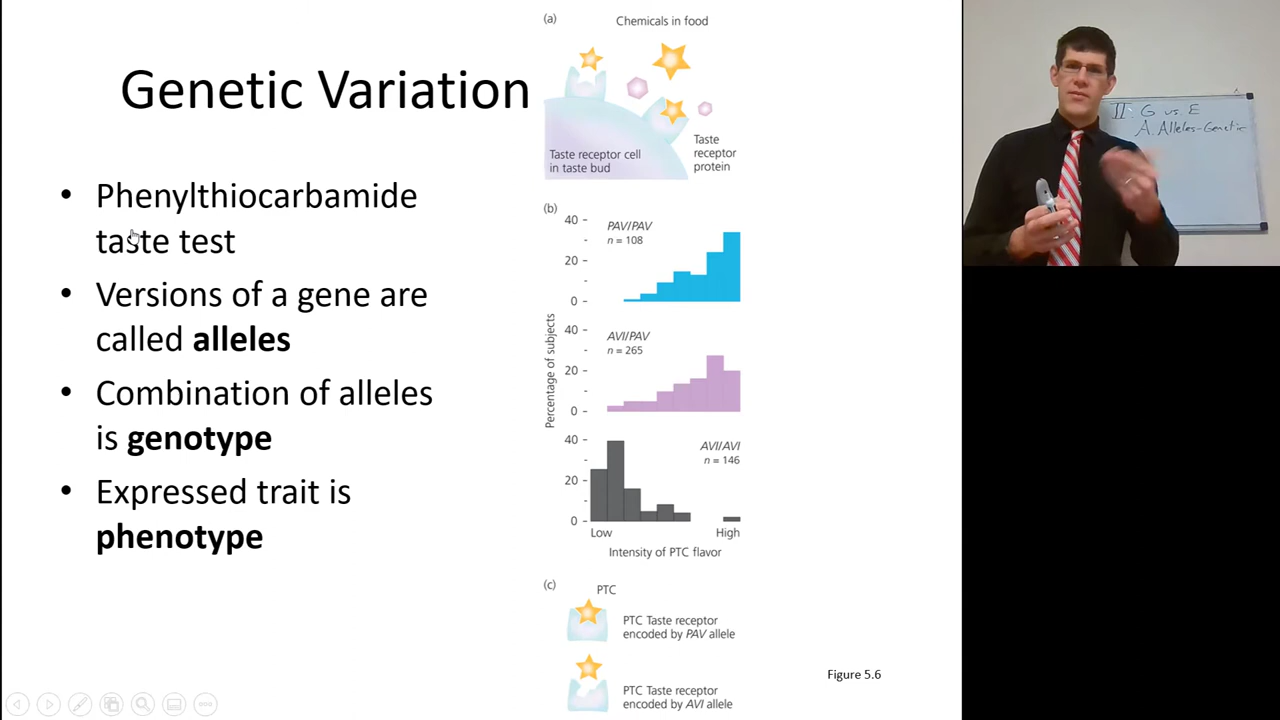 Genetic Variation
• Phenylthiocarbamide
taste test
• Versions of a gene are
called alleles
• Combination of alleles
is genotype
• Expressed trait is
phenotype
(a)
Chemicals in food
Taste receptor cell
in taste bud
Taste
receptor
protein
(b)
Percentage of subjects
40
20
0
PAV/PAV
n = 108
40
20
0
AVI/PAV
n = 265
40
20
0
AVI/AVI
n = 146
Low
High
Intensity of PTC flavor
(c)
PTC
PTC Taste receptor
encoded by PAV allele
PTC Taste receptor
encoded by AVI allele
Figure 5.6
II: G vs. E
A. Alleles-Genetic